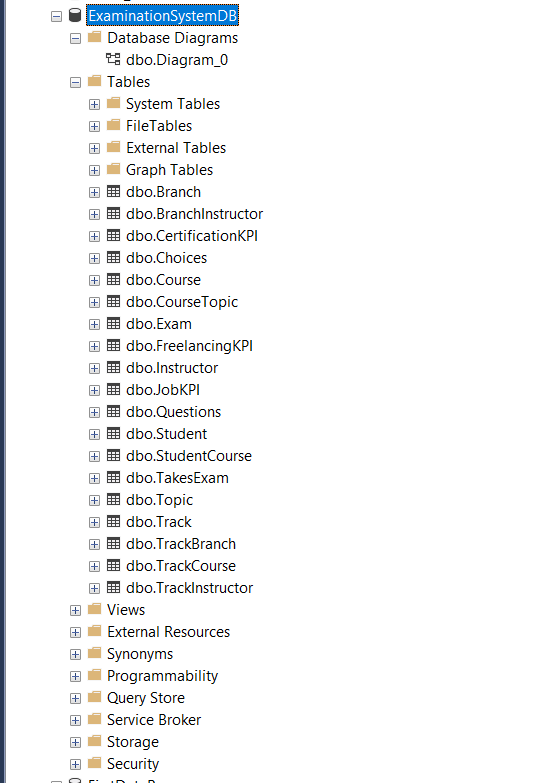 ExaminationSystemDB
Database Diagrams
dbo.Diagram_0
Tables
System Tables
FileTables
External Tables
Graph Tables
dbo.Branch
dbo.BranchInstructor
dbo.CertificationKPI
dbo.Choices
dbo.Course
dbo.CourseTopic
dbo.Exam
dbo.FreelancingKPI
dbo.Instructor
dbo.JobKPI
dbo.Questions
dbo.Student
dbo.StudentCourse
dbo.TakesExam
dbo.Topic
dbo.Track
dbo.TrackBranch
dbo.TrackCourse
dbo.TrackInstructor
Views
External Resources
Synonyms
Programmability
Query Store
Service Broker
Storage
Security